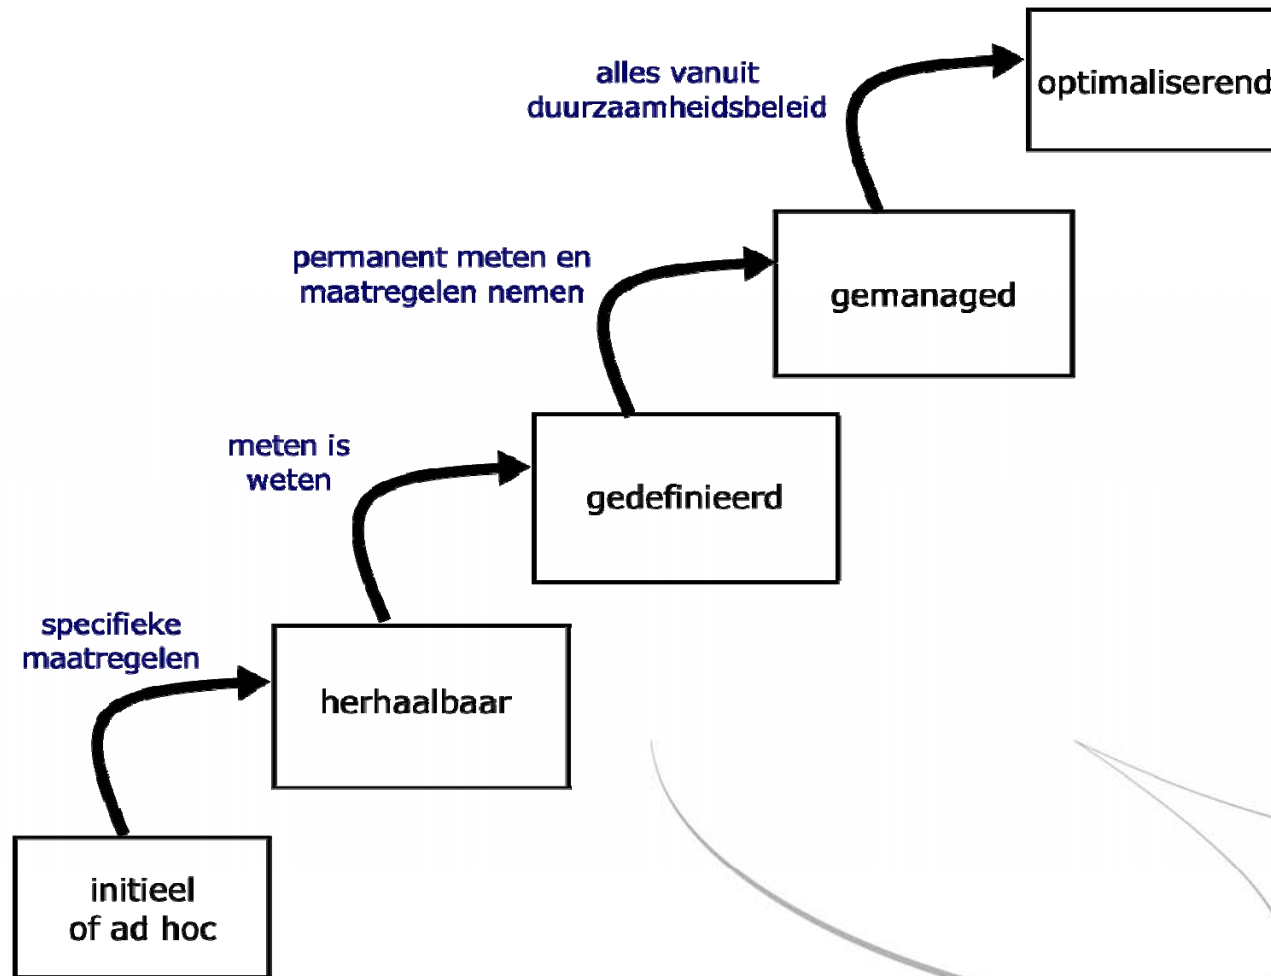 alles vanuit
duurzaamheidsbeleid
optimaliserend
permanent meten en
maatregelen nemen
gemanaged
meten is
weten
gedefinieerd
specifieke
maatregelen
herhaalbaar
initieel
of ad hoc